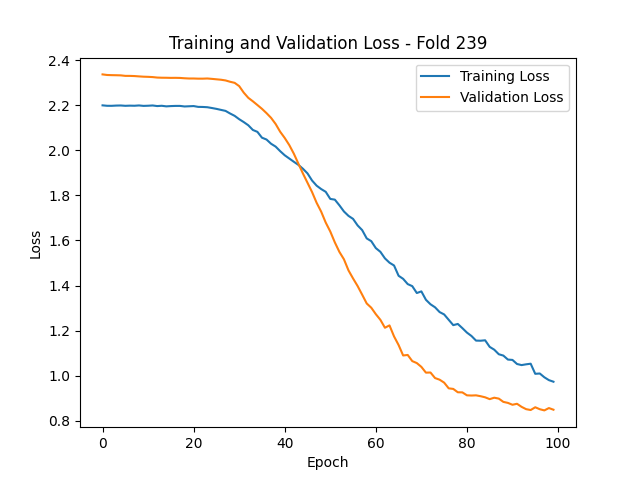 Training and Validation Loss - Fold 239
Training Loss
Validation Loss
Loss
2.4
2.2
2.0
1.8
1.6
1.4
1.2
1.0
0.8
0 20 40 60 80 100
Epoch